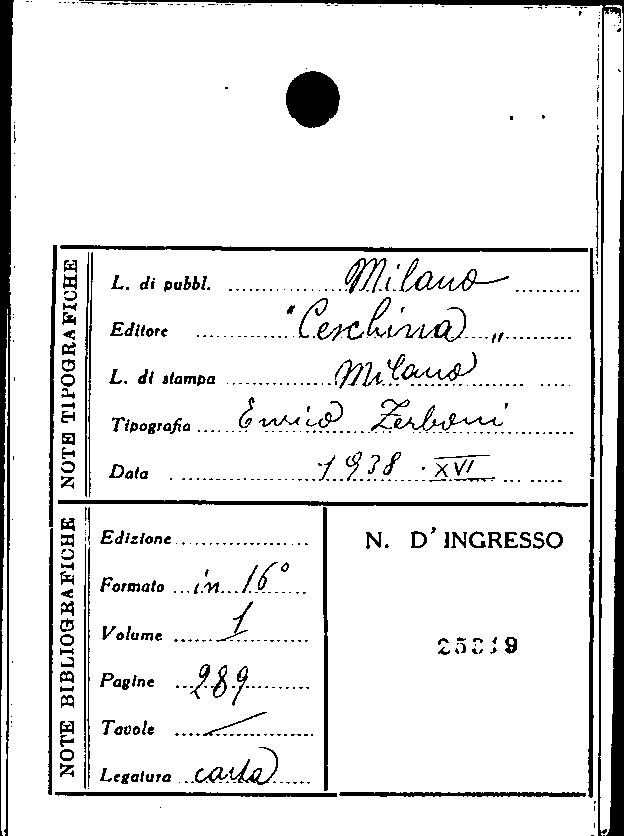 NOTE TIPOGRAFICHE
L. di pubbl. Milano
Editore "Ceschina"
L. di stampa Milano
Tipografia Enrico Zerboni
Data 1938 . XVI
NOTE BIBLIOGRAFICHE
Edizione
Formato in 16°
Volume 1
Pagine 289
Tavole /
Legatura carta
N. D'INGRESSO